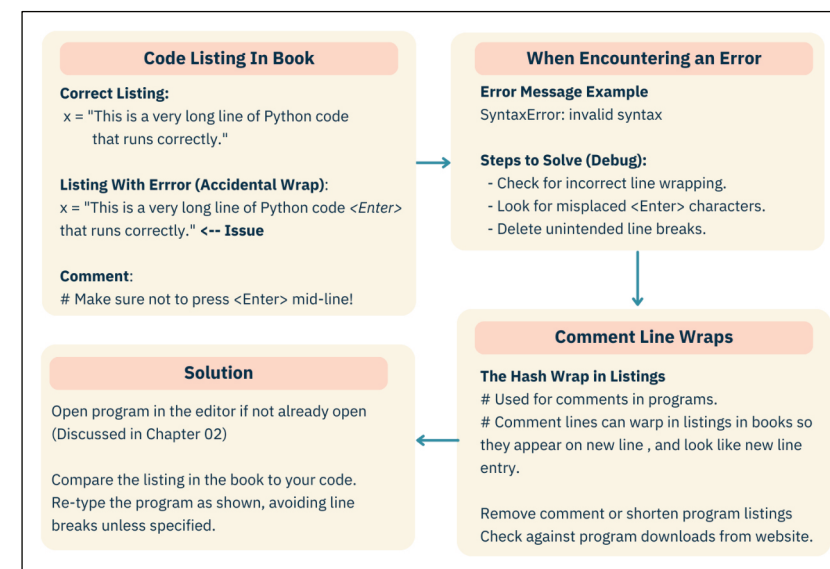 Code Listing In Book
Correct Listing:
x = "This is a very long line of Python code
that runs correctly."
Listing With Errror (Accidental Wrap):
x = "This is a very long line of Python code <Enter>
that runs correctly." <-- Issue
Comment:
# Make sure not to press <Enter> mid-line!
When Encountering an Error
Error Message Example
SyntaxError: invalid syntax
Steps to Solve (Debug):
- Check for incorrect line wrapping.
- Look for misplaced <Enter> characters.
- Delete unintended line breaks.
Comment Line Wraps
The Hash Wrap in Listings
# Used for comments in programs.
# Comment lines can warp in listings in books so
they appear on new line , and look like new line
entry.
Remove comment or shorten program listings
Check against program downloads from website.
Solution
Open program in the editor if not already open
(Discussed in Chapter 02)
Compare the listing in the book to your code.
Re-type the program as shown, avoiding line
breaks unless specified.